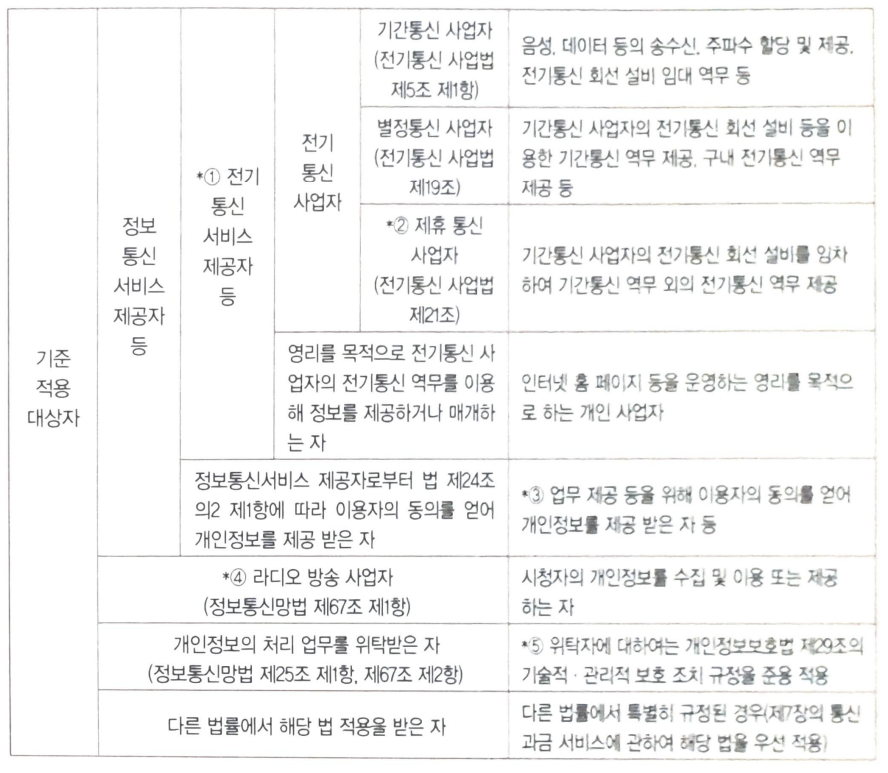 기준
적용
대상자
정보
통신
서비스
제공자
등
*① 전기
통신
서비스
제공자
등
전기
통신
사업자
기간통신 사업자
(전기통신 사업법
제5조 제1항)
음성, 데이터 등의 송수신, 주파수 할당 및 제공,
전기통신 회선 설비 임대 역무 등
별정통신 사업자
(전기통신 사업법
제19조)
기간통신 사업자의 전기통신 회선 설비 등을 이
용한 기간통신 역무 제공, 구내 전기통신 역무
제공 등
*② 제휴 통신
사업자
(전기통신 사업법
제21조)
기간통신 사업자의 전기통신 회선 설비를 임차
하여 기간통신 역무 외의 전기통신 역무 제공
영리를 목적으로 전기통신 사
업자의 전기통신 역무를 이용
해 정보를 제공하거나 매개하
는 자
인터넷 홈 페이지 등을 운영하는 영리를 목적으
로 하는 개인 사업자
정보통신서비스 제공자로부터 법 제24조
의2 제1항에 따라 이용자의 동의를 얻어
개인정보를 제공 받은 자
*③ 업무 제공 등을 위해 이용자의 동의를 얻어
개인정보를 제공 받은 자 등
*④ 라디오 방송 사업자
(정보통신망법 제67조 제1항)
시청자의 개인정보를 수집 및 이용 또는 제공
하는 자
개인정보의 처리 업무를 위탁받은 자
(정보통신망법 제25조 제1항, 제67조 제2항)
*⑤ 위탁자에 대하여는 개인정보보호법 제29조의
기술적·관리적 보호 조치 규정을 준용 적용
다른 법률에서 해당 법 적용을 받은 자
다른 법률에서 특별히 규정된 경우(제7장의 통신
과금 서비스에 관하여 해당 법을 우선 적용)